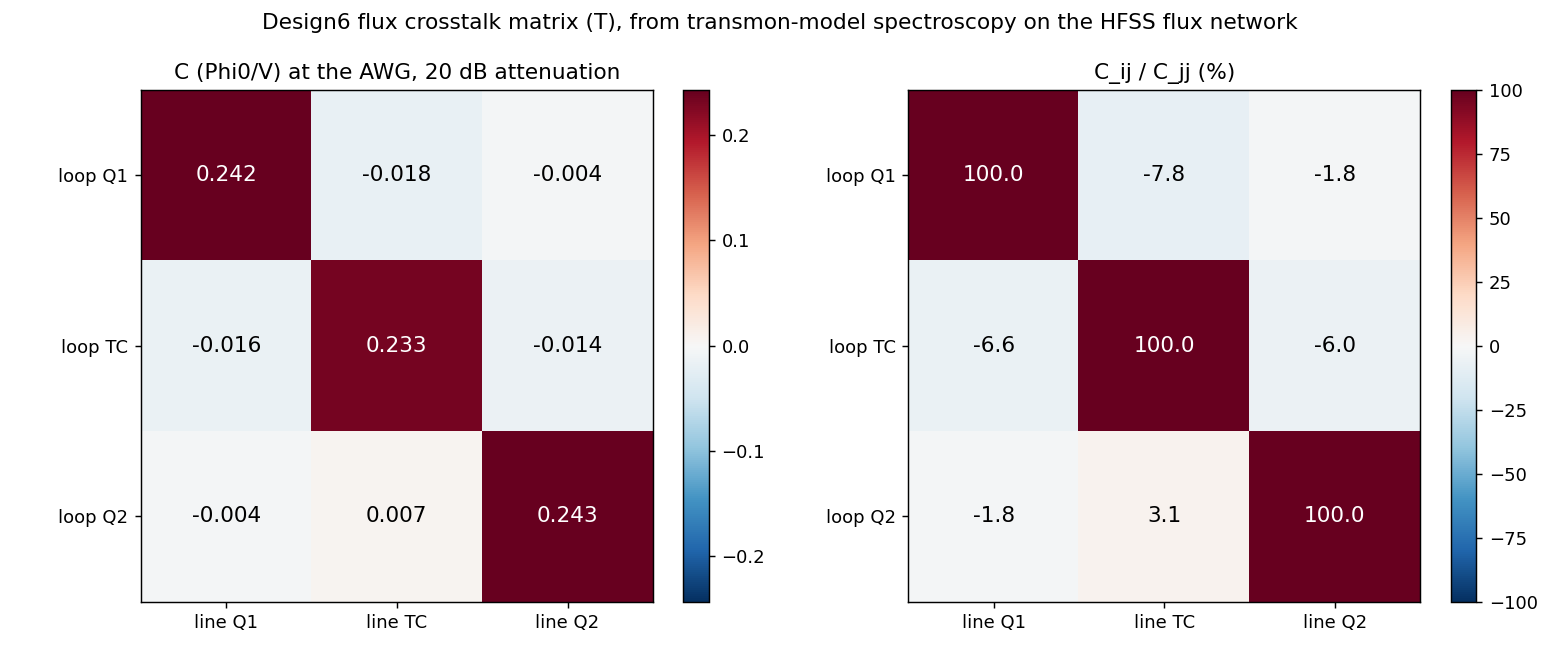 Design6 flux crosstalk matrix (T), from transmon-model spectroscopy on the HFSS flux network
C (Phi0/V) at the AWG, 20 dB attenuation
loop Q1
loop TC
loop Q2
0.242 -0.018 -0.004
-0.016 0.233 -0.014
-0.004 0.007 0.243
line Q1 line TC line Q2
0.2
0.1
0.0
−0.1
−0.2
C_ij / C_jj (%)
loop Q1
loop TC
loop Q2
100.0 -7.8 -1.8
-6.6 100.0 -6.0
-1.8 3.1 100.0
line Q1 line TC line Q2
100
75
50
25
0
−25
−50
−75
−100